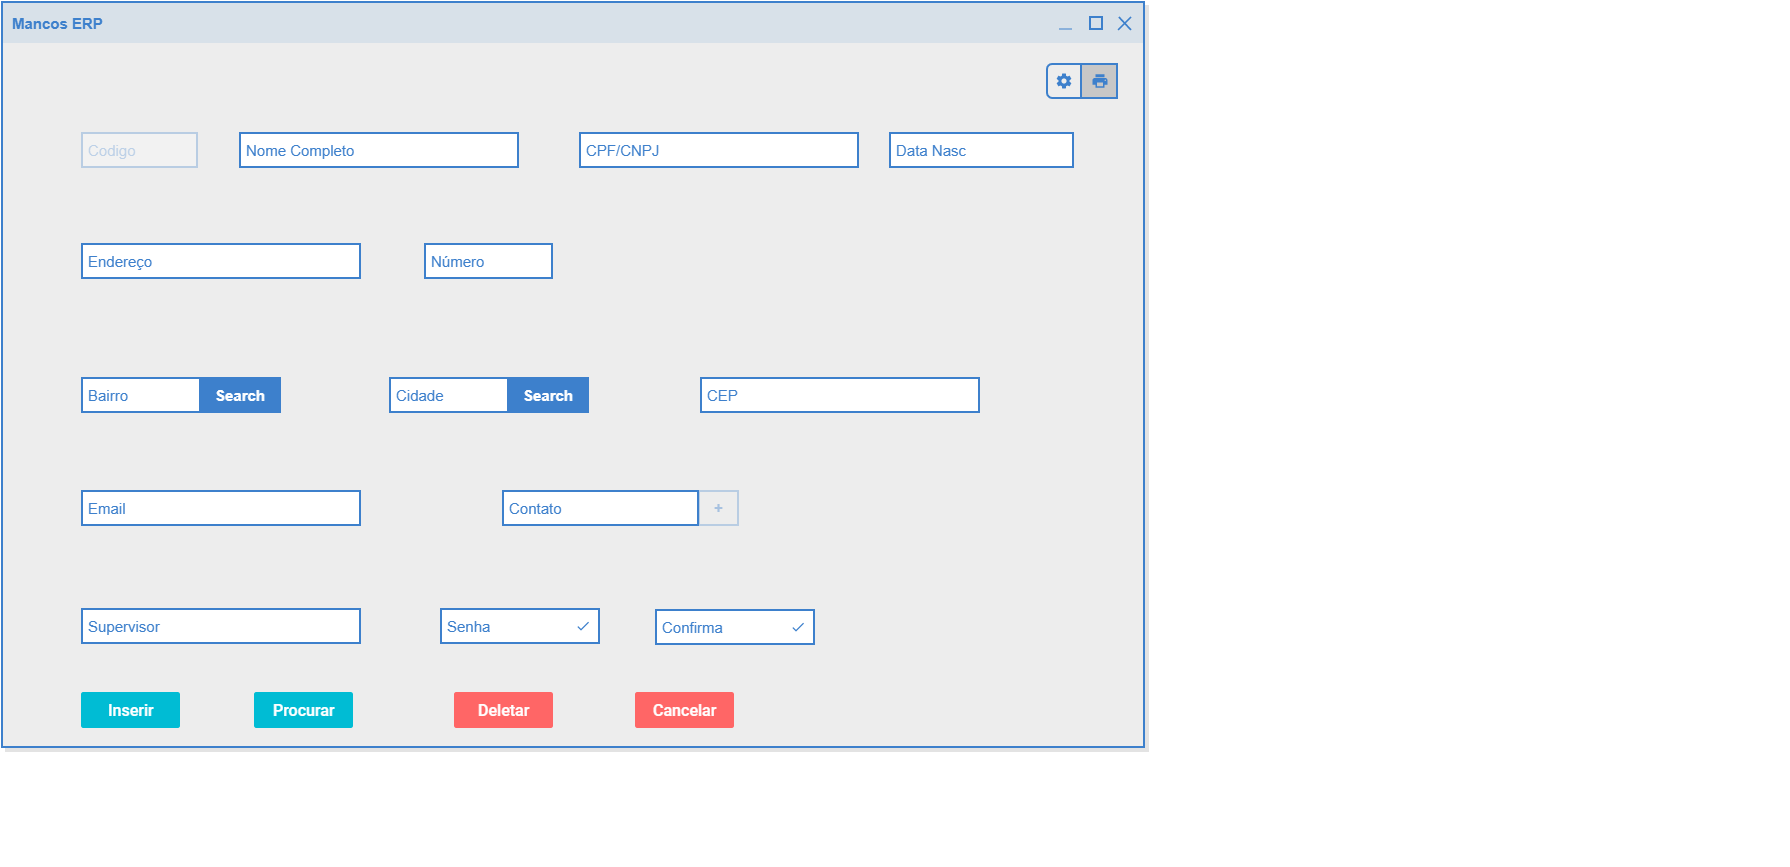 Mancos ERP
Codigo Nome Completo CPF/CNPJ Data Nasc
Endereço Número
Bairro Search Cidade Search CEP
Email Contato +
Supervisor Senha Confirma
Inserir Procurar Deletar Cancelar